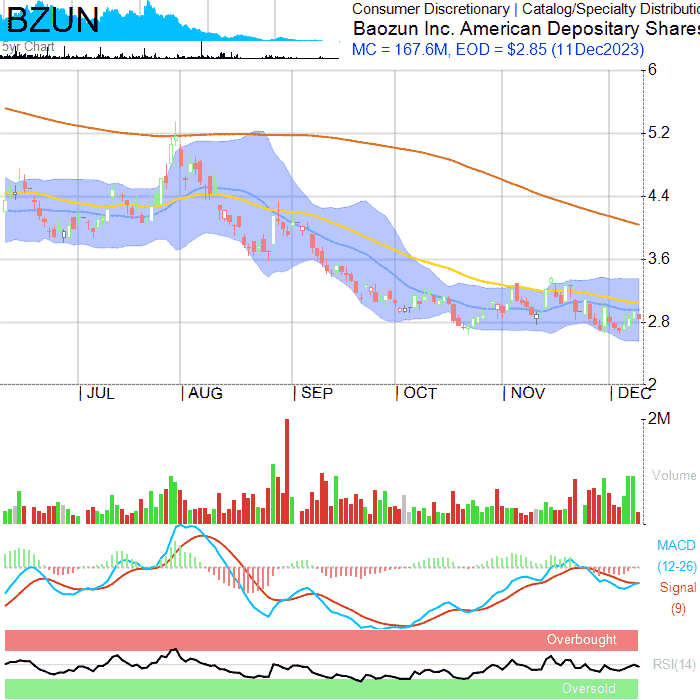 BZUN
5yr Chart
Consumer Discretionary | Catalog/Specialty Distributio
Baozun Inc. American Depositary Shares
MC = 167.6M, EOD = $2.85 (11Dec2023)
6
5.2
4.4
3.6
2.8
2
JUL AUG SEP OCT NOV DEC
2M
Volume
MACD
(12-26)
Signal
(9)
Overbought
RSI(14)
Oversold